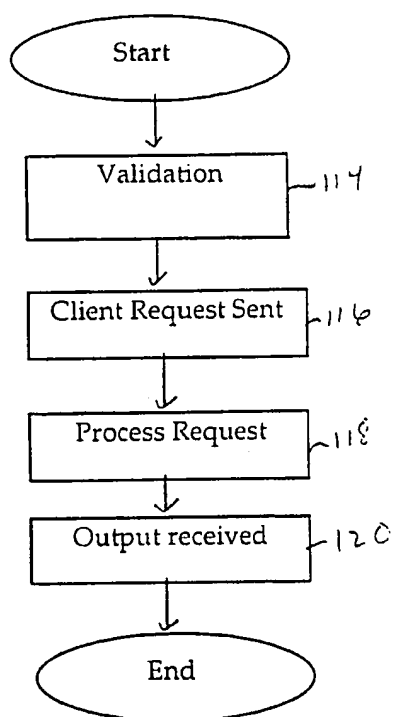 Start
Validation
114
Client Request Sent
116
Process Request
118
Output received
120
End